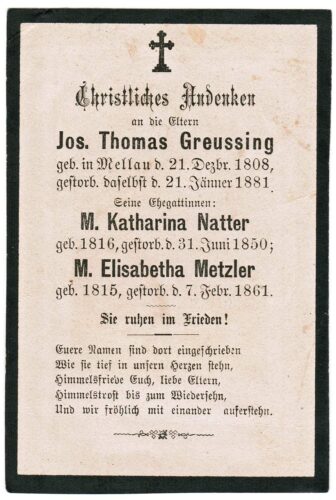 Christliches Andenken
an die Eltern
Jos. Thomas Greussing
geb. in Mellau d. 21. Dezbr. 1808,
gestorb. daselbst d. 21. Jänner 1881.
Seine Ehegattinnen:
M. Katharina Natter
geb. 1816, gestorb. d. 31. Juni 1850;
M. Elisabetha Metzler
geb. 1815, gestorb. d. 7. Febr. 1861.
Sie ruhen im Frieden!
Euere Namen sind dort eingeschrieben
Wie sie tief in unsern Herzen stehn,
Himmelsfriede Euch, liebe Eltern,
Himmelstrost bis zum Wiedersehn,
Und wir fröhlich mit einander auferstehn.